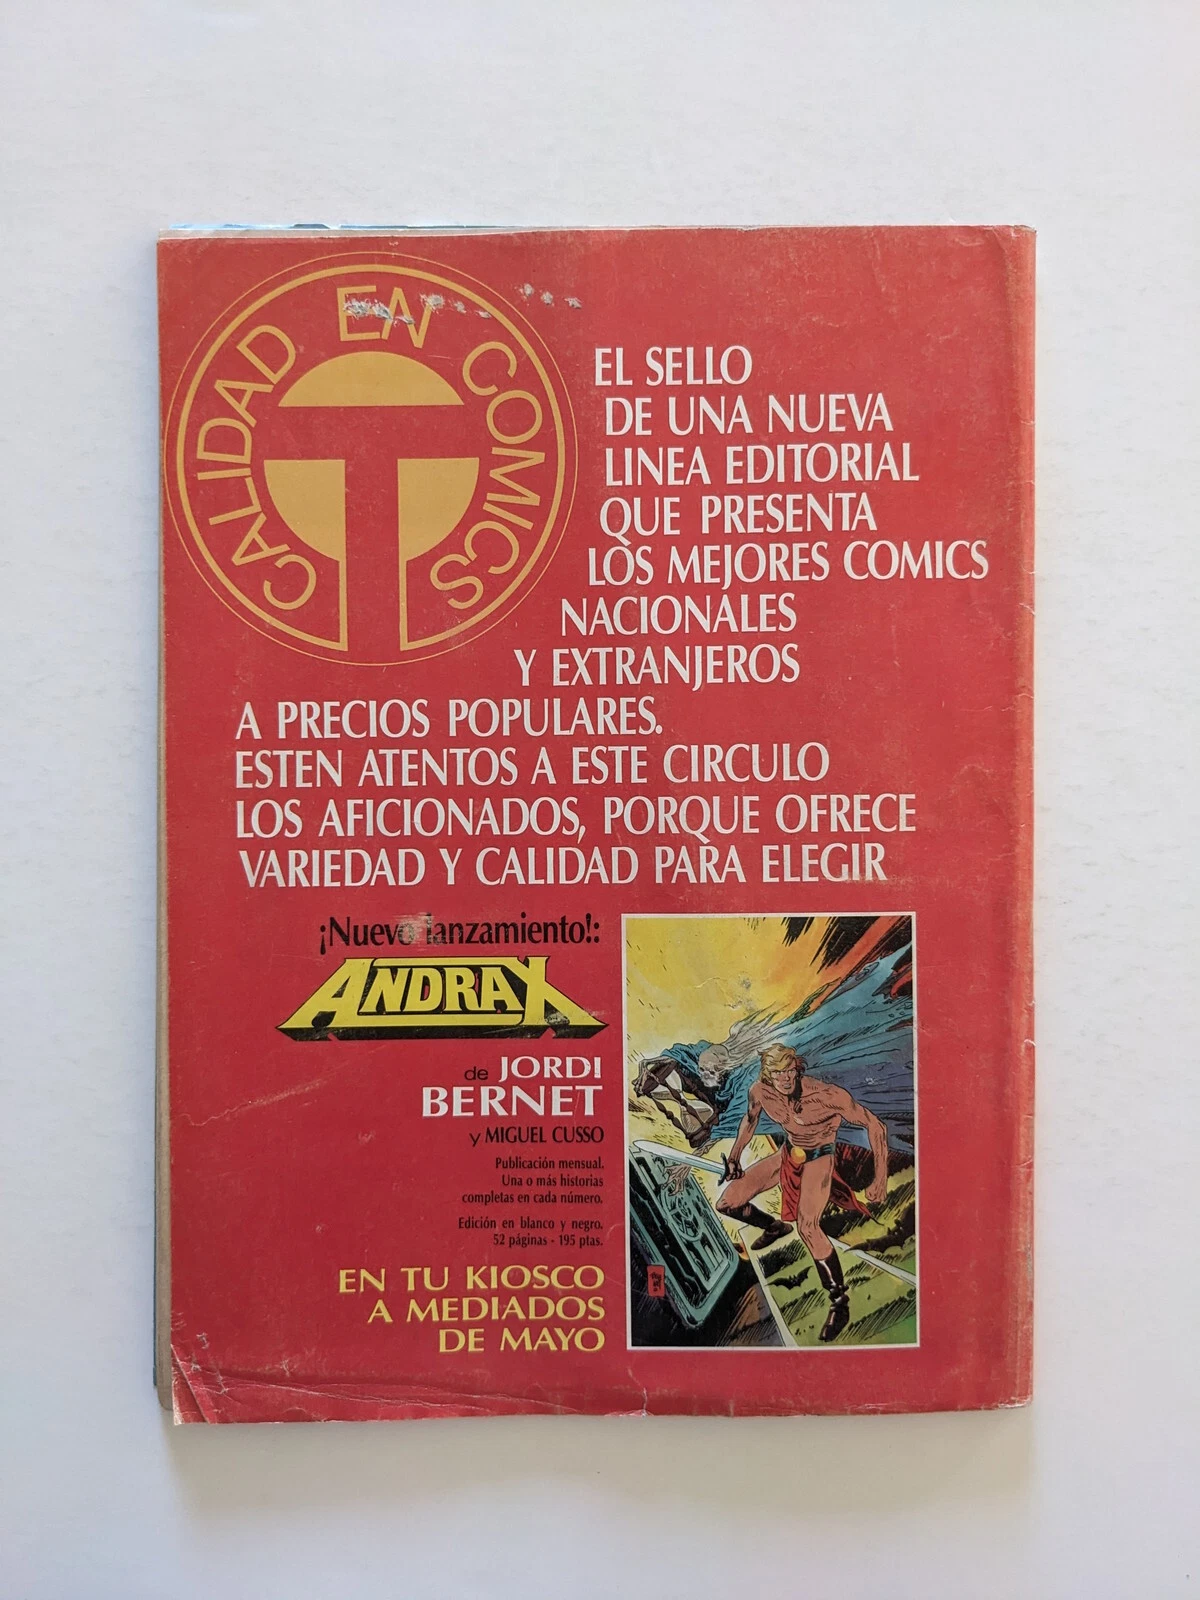 CALIDAD EN COMICS
T
EL SELLO
DE UNA NUEVA
LINEA EDITORIAL
QUE PRESENTA
LOS MEJORES COMICS
NACIONALES
Y EXTRANJEROS
A PRECIOS POPULARES.
ESTEN ATENTOS A ESTE CIRCULO
LOS AFICIONADOS, PORQUE OFRECE
VARIEDAD Y CALIDAD PARA ELEGIR
¡Nuevo lanzamiento!:
ANDRAX
de JORDI
BERNET
y MIGUEL CUSSO
Publicación mensual.
Una o más historias
completas en cada número.
Edición en blanco y negro.
52 páginas - 195 ptas.
EN TU KIOSCO
A MEDIADOS
DE MAYO